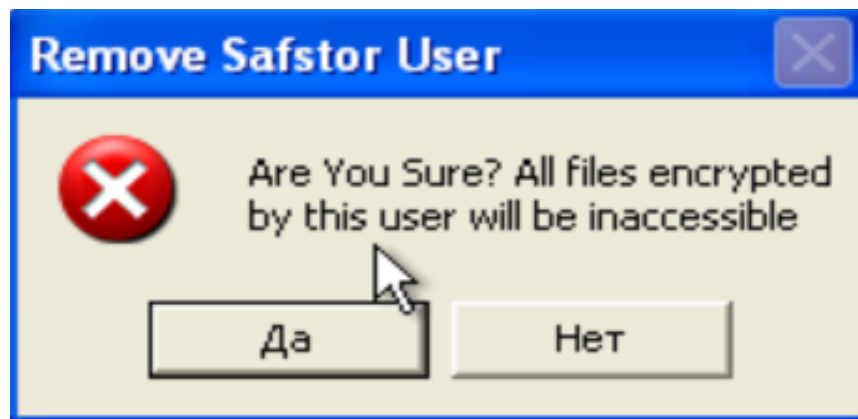 Remove Safstor User
Are You Sure? All files encrypted
by this user will be inaccessible
Да
Нет